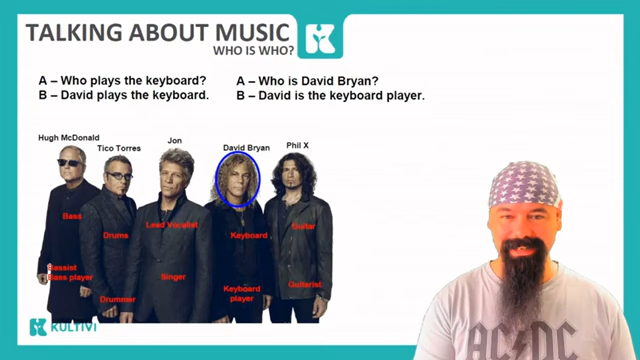 TALKING ABOUT MUSIC
WHO IS WHO?
A – Who plays the keyboard?
B – David plays the keyboard.
A – Who is David Bryan?
B – David is the keyboard player.
Hugh McDonald
Tico Torres
Jon
David Bryan
Phil X
Bass
Drums
Lead Vocalist
Keyboard
Guitar
Bassist
Bass player
Drummer
Singer
Keyboard
player
Guitarist
KULTIVI
AC/DC